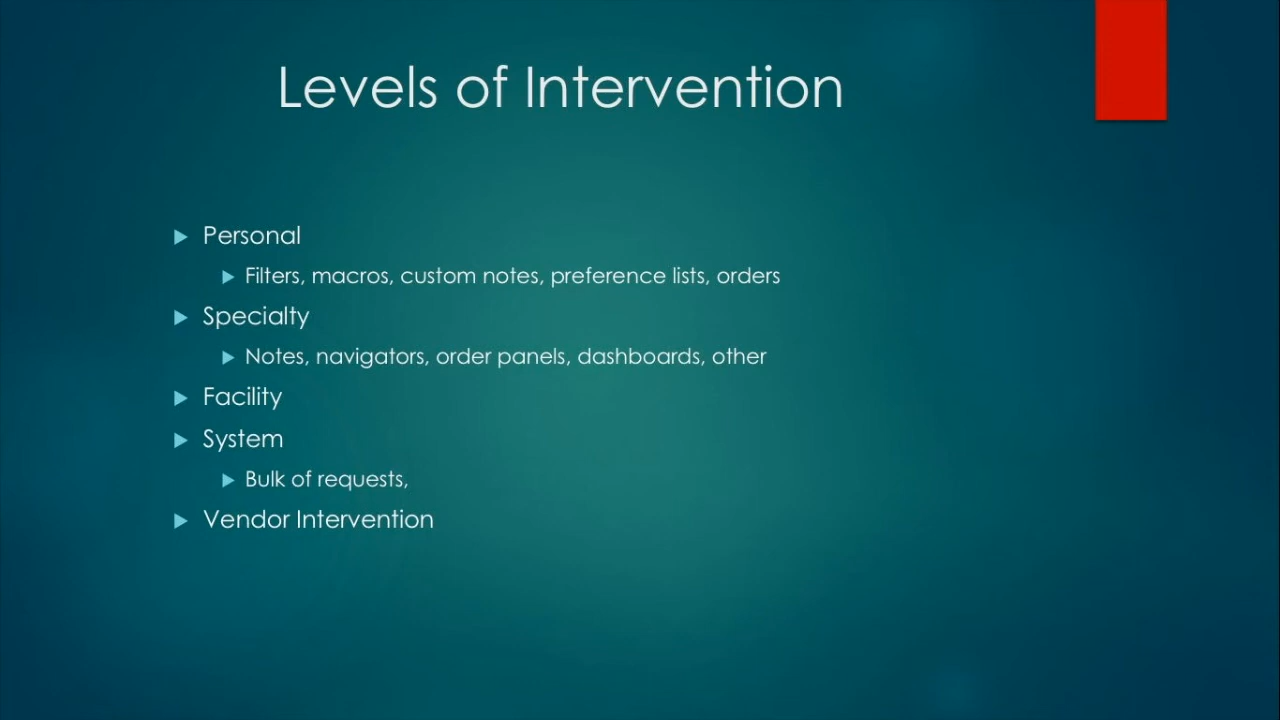 Levels of Intervention
Personal
Filters, macros, custom notes, preference lists, orders
Specialty
Notes, navigators, order panels, dashboards, other
Facility
System
Bulk of requests,
Vendor Intervention